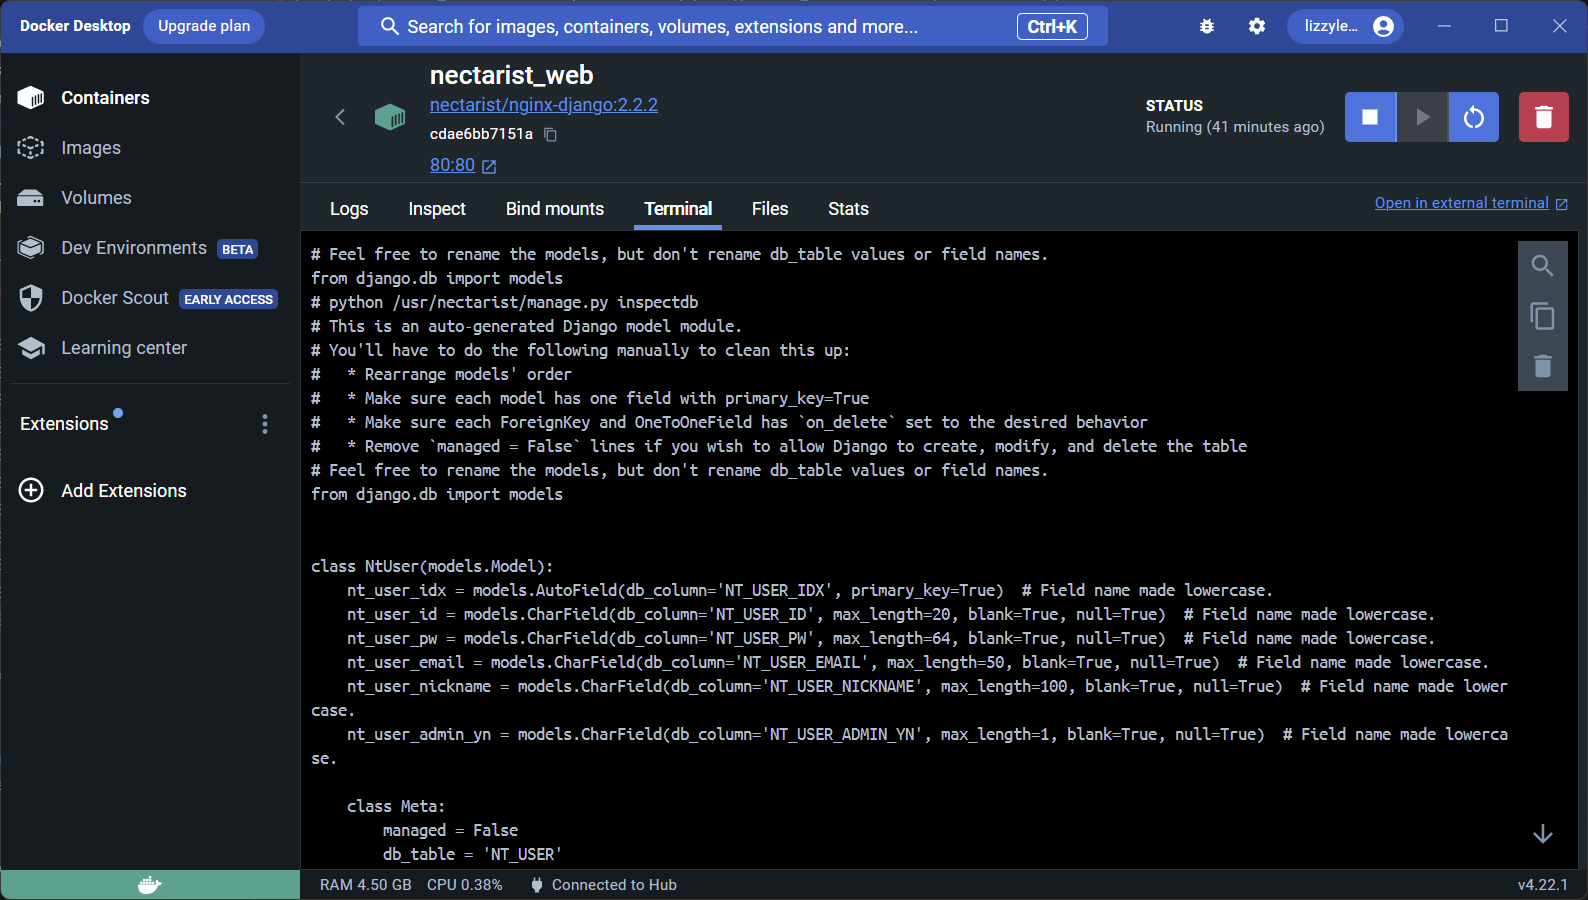 Docker Desktop
Upgrade plan
Search for images, containers, volumes, extensions and more...
Ctrl+K
lizzyle...
Containers
Images
Volumes
Dev Environments BETA
Docker Scout EARLY ACCESS
Learning center
Extensions
Add Extensions
nectarist_web
nectarist/nginx-django:2.2.2
cdae6bb7151a
80:80
STATUS
Running (41 minutes ago)
Logs
Inspect
Bind mounts
Terminal
Files
Stats
Open in external terminal
# Feel free to rename the models, but don't rename db_table values or field names.
from django.db import models
# python /usr/nectarist/manage.py inspectdb
# This is an auto-generated Django model module.
# You'll have to do the following manually to clean this up:
#   * Rearrange models' order
#   * Make sure each model has one field with primary_key=True
#   * Make sure each ForeignKey and OneToOneField has `on_delete` set to the desired behavior
#   * Remove `managed = False` lines if you wish to allow Django to create, modify, and delete the table
# Feel free to rename the models, but don't rename db_table values or field names.
from django.db import models
class NtUser(models.Model):
    nt_user_idx = models.AutoField(db_column='NT_USER_IDX', primary_key=True)  # Field name made lowercase.
    nt_user_id = models.CharField(db_column='NT_USER_ID', max_length=20, blank=True, null=True)  # Field name made lowercase.
    nt_user_pw = models.CharField(db_column='NT_USER_PW', max_length=64, blank=True, null=True)  # Field name made lowercase.
    nt_user_email = models.CharField(db_column='NT_USER_EMAIL', max_length=50, blank=True, null=True)  # Field name made lowercase.
    nt_user_nickname = models.CharField(db_column='NT_USER_NICKNAME', max_length=100, blank=True, null=True)  # Field name made lower
case.
    nt_user_admin_yn = models.CharField(db_column='NT_USER_ADMIN_YN', max_length=1, blank=True, null=True)  # Field name made lowerca
se.
    class Meta:
        managed = False
        db_table = 'NT_USER'
RAM 4.50 GB
CPU 0.38%
Connected to Hub
v4.22.1